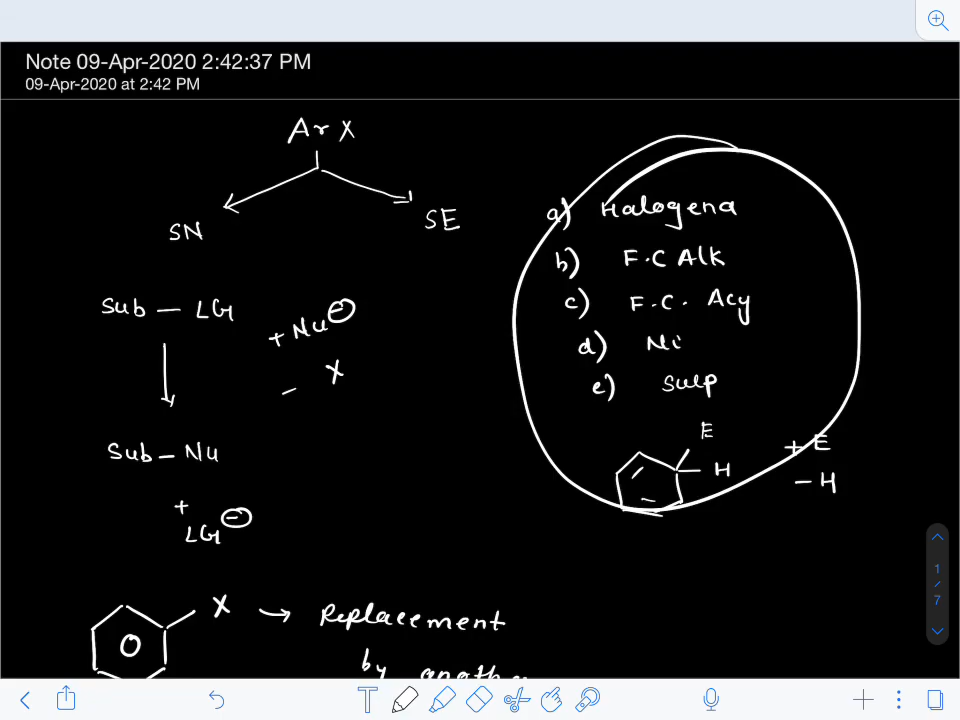 Note 09-Apr-2020 2:42:37 PM
09-Apr-2020 at 2:42 PM
Ar X
SN
SE
Sub — LG
+ Nu⊖
- X
Sub — Nu
+
LG⊖
a) Halogena
b) F.C Alk
c) F.C. Acy
d) Ni
e) Sulp
E
H
+ E
- H
X → Replacement
by
1
/
7
T